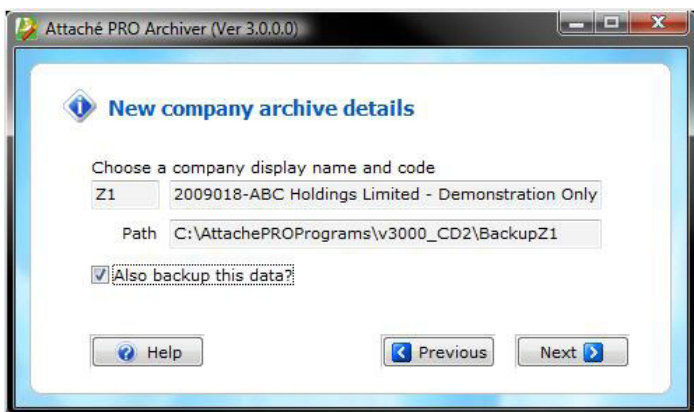 Attaché PRO Archiver (Ver 3.0.0.0)
New company archive details
Choose a company display name and code
Z1 2009018-ABC Holdings Limited - Demonstration Only
Path C:\AttachePROPrograms\v3000_CD2\BackupZ1
Also backup this data?
Help Previous Next